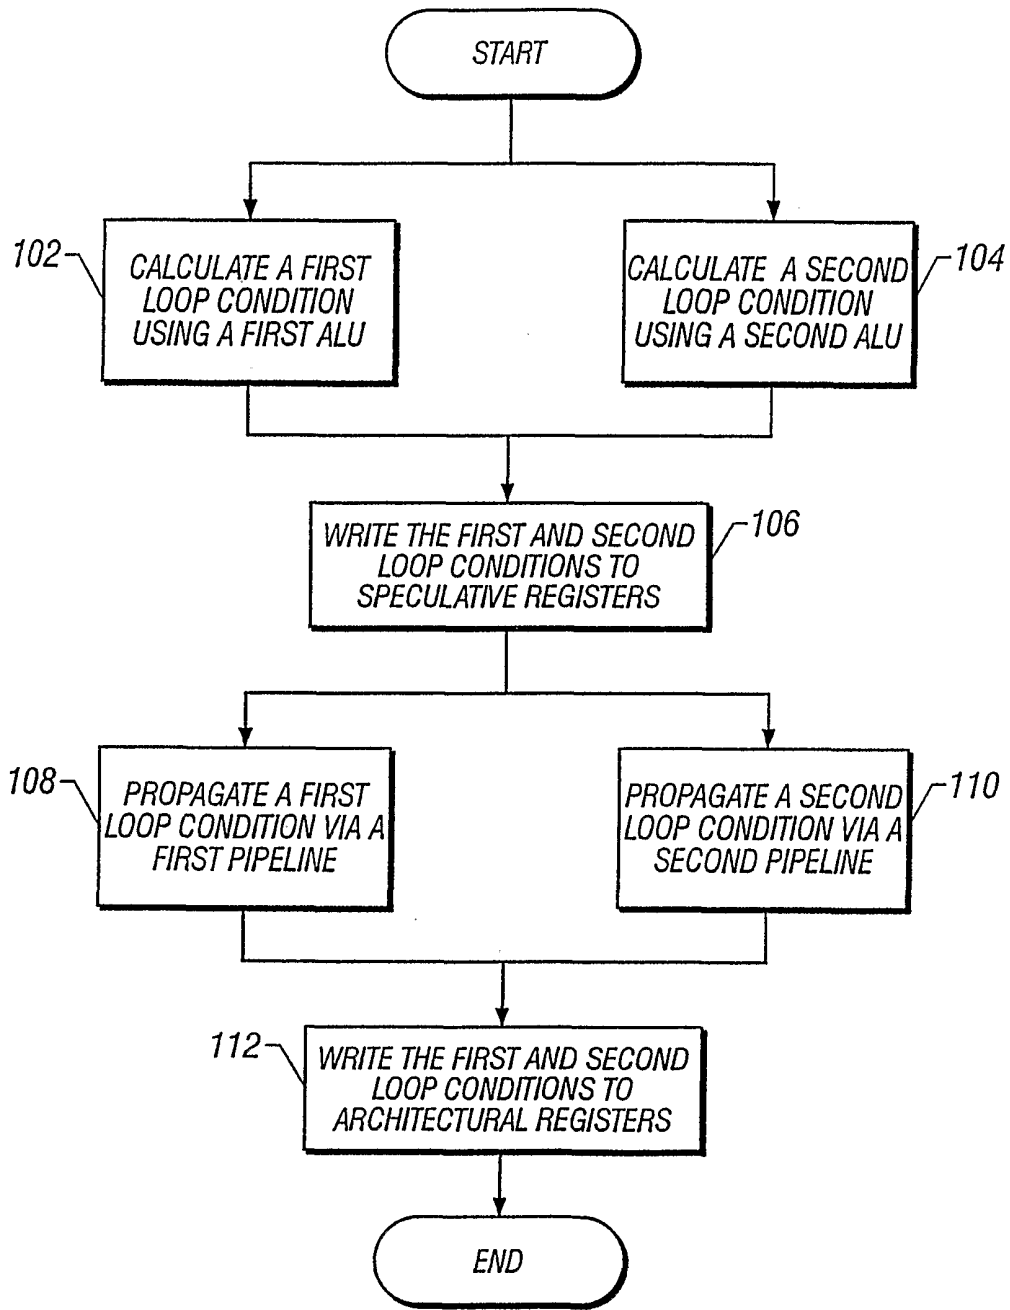 START
102
CALCULATE A FIRST
LOOP CONDITION
USING A FIRST ALU
CALCULATE A SECOND
LOOP CONDITION
USING A SECOND ALU
104
WRITE THE FIRST AND SECOND
LOOP CONDITIONS TO
SPECULATIVE REGISTERS
106
108
PROPAGATE A FIRST
LOOP CONDITION VIA A
FIRST PIPELINE
PROPAGATE A SECOND
LOOP CONDITION VIA A
SECOND PIPELINE
110
112
WRITE THE FIRST AND SECOND
LOOP CONDITIONS TO
ARCHITECTURAL REGISTERS
END